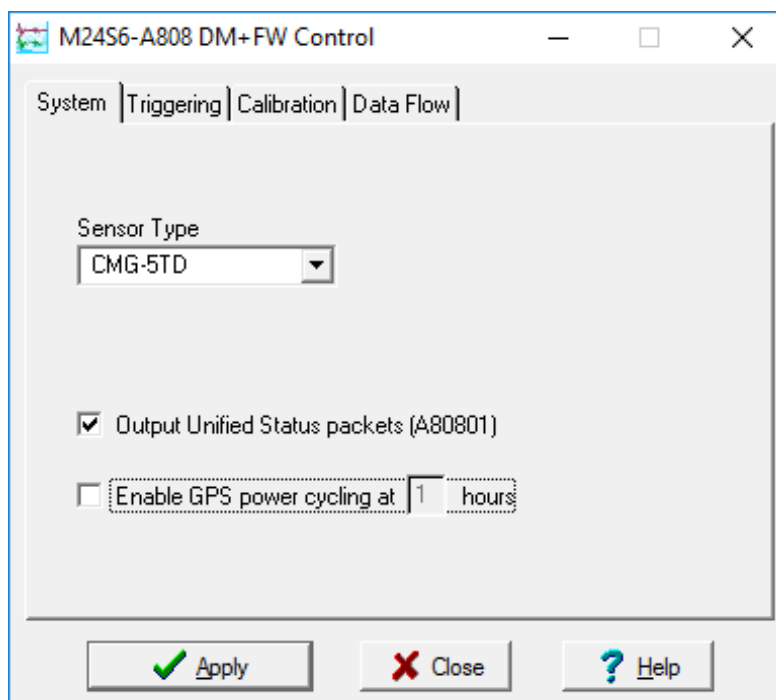 M24S6-A808 DM+FW Control
System Triggering Calibration Data Flow
Sensor Type
CMG-5TD
Output Unified Status packets (A80801)
Enable GPS power cycling at 1 hours
Apply Close Help